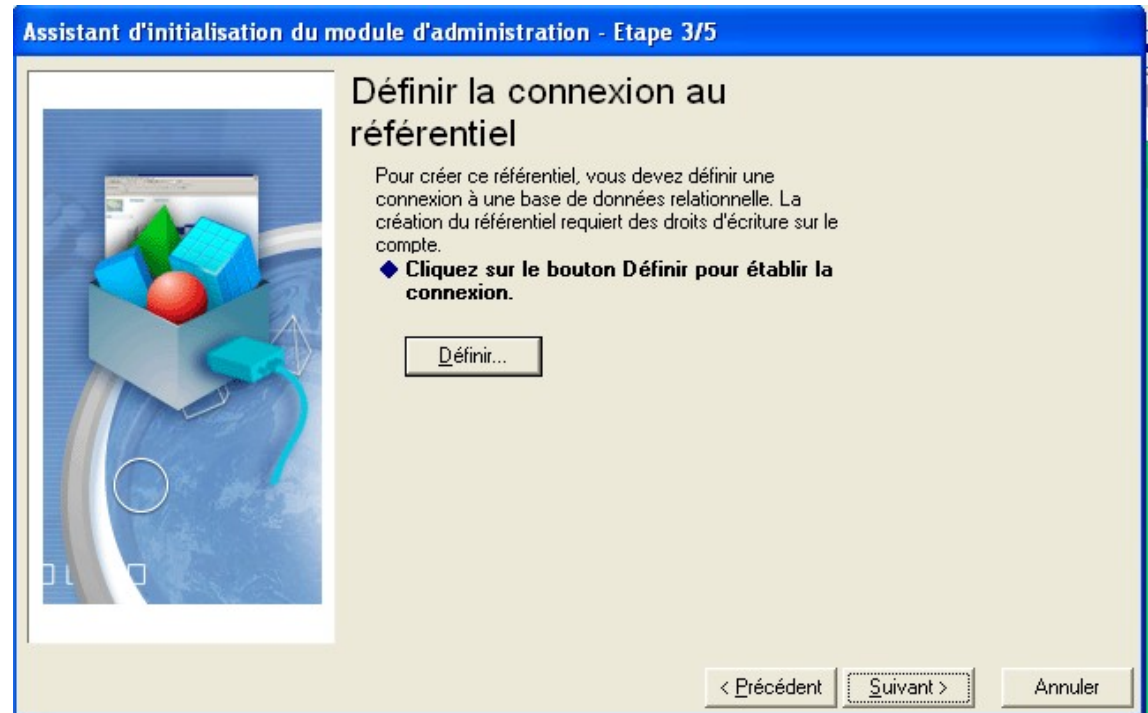 Assistant d'initialisation du module d'administration - Etape 3/5
Définir la connexion au
référentiel
Pour créer ce référentiel, vous devez définir une
connexion à une base de données relationnelle. La
création du référentiel requiert des droits d'écriture sur le
compte.
Cliquez sur le bouton Définir pour établir la
connexion.
Définir...
< Précédent
Suivant >
Annuler